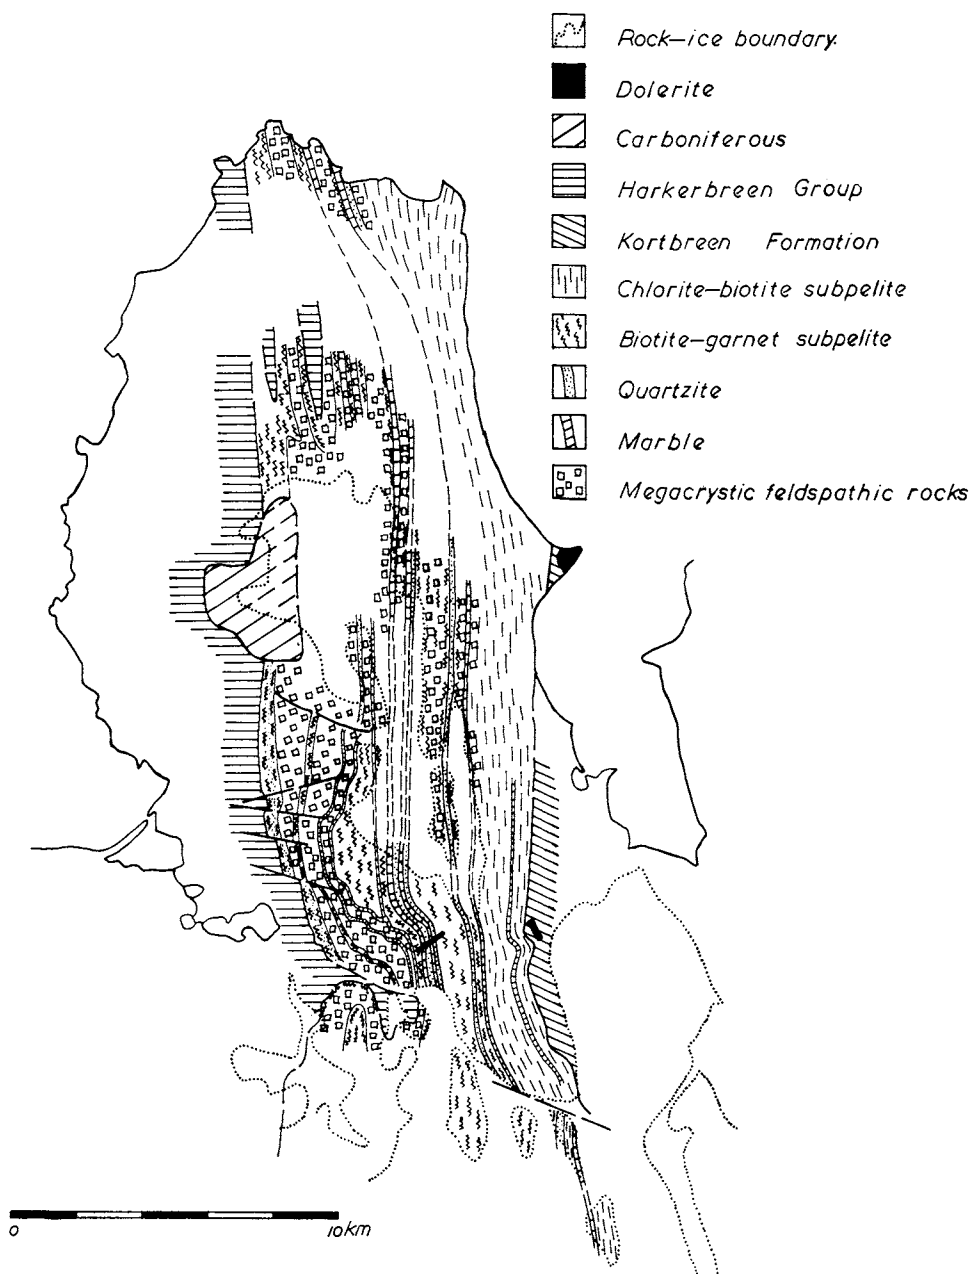 Rock–ice boundary.
Dolerite
Carboniferous
Harkerbreen Group
Kortbreen Formation
Chlorite–biotite subpelite
Biotite–garnet subpelite
Quartzite
Marble
Megacrystic feldspathic rocks
0 10km